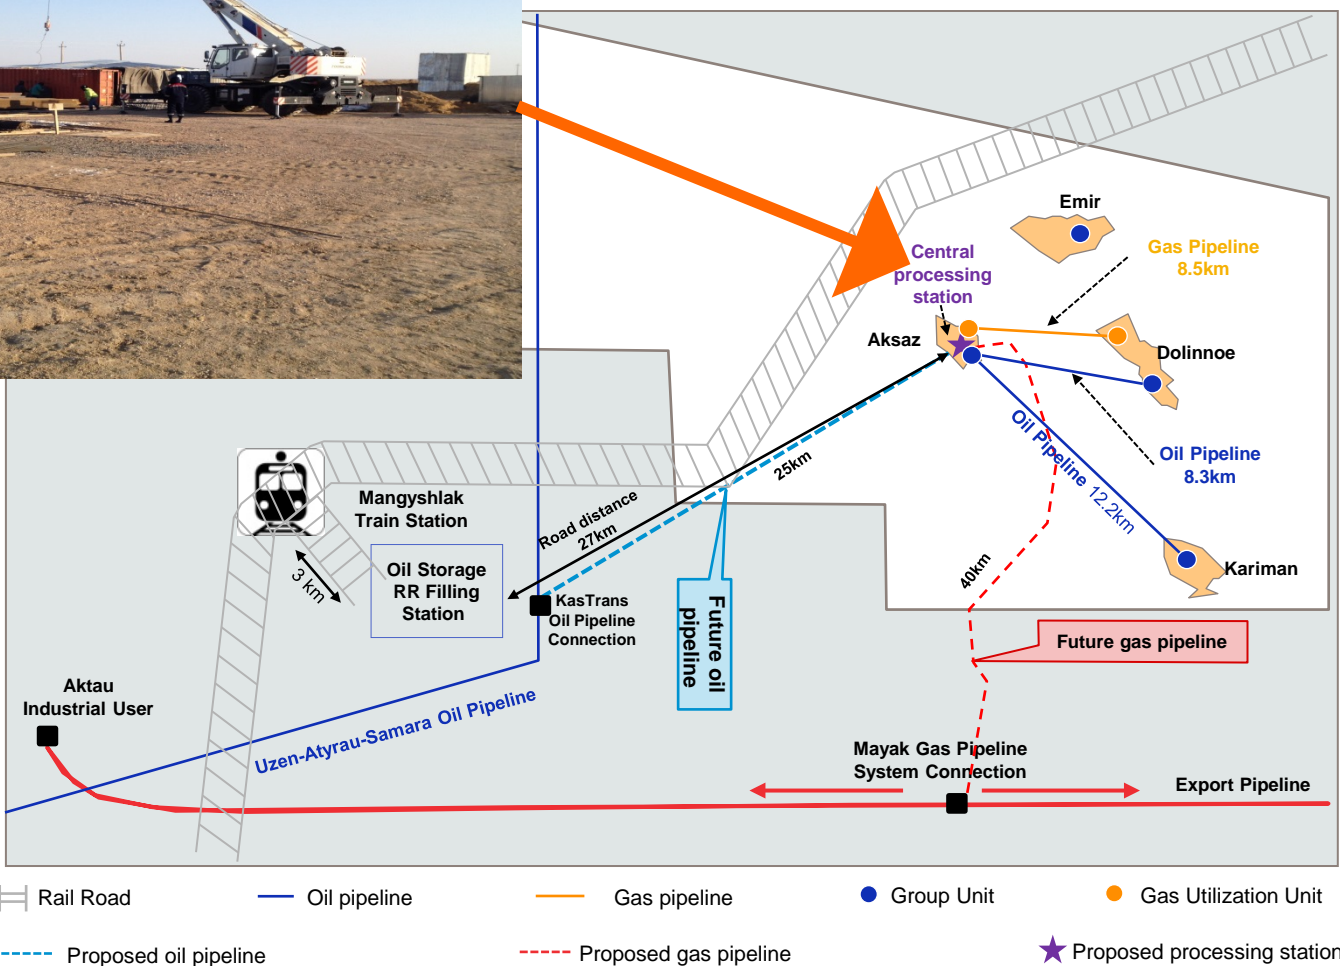 Emir
Gas Pipeline
8.5km
Central
processing
station
Aksaz
Dolinnoe
Oil Pipeline 12.2km
Oil Pipeline
8.3km
25km
Road distance
27km
Mangyshlak
Train Station
3 km
Oil Storage
RR Filling
Station
KasTrans
Oil Pipeline
Connection
Future oil
pipeline
40km
Kariman
Future gas pipeline
Aktau
Industrial User
Uzen-Atyrau-Samara Oil Pipeline
Mayak Gas Pipeline
System Connection
Export Pipeline
Rail Road
Oil pipeline
Gas pipeline
Group Unit
Gas Utilization Unit
Proposed oil pipeline
Proposed gas pipeline
Proposed processing station